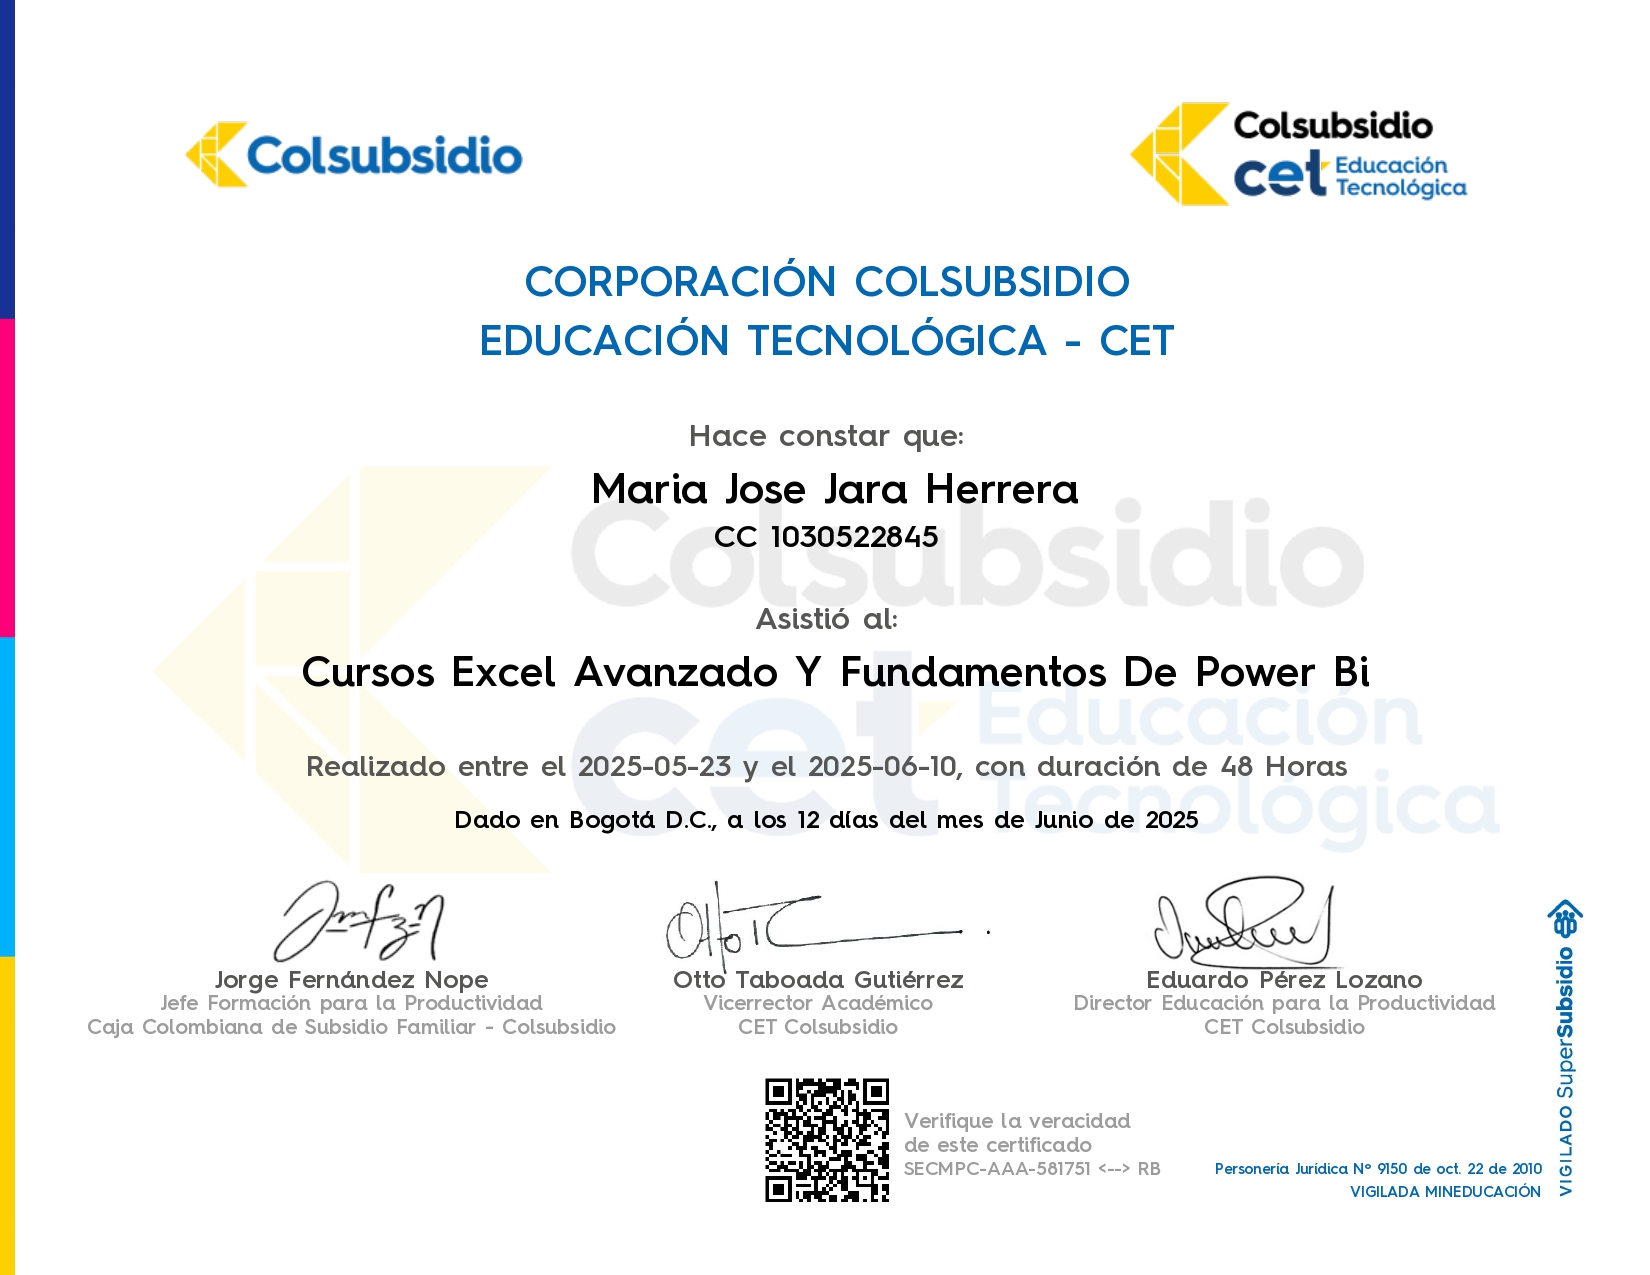 Colsubsidio
Colsubsidio
cet Educación
Tecnológica
CORPORACIÓN COLSUBSIDIO
EDUCACIÓN TECNOLÓGICA - CET
Hace constar que:
Maria Jose Jara Herrera
CC 1030522845
Colsubsidio
Asistió al:
Cursos Excel Avanzado Y Fundamentos De Power Bi
cet Educación
Tecnológica
Realizado entre el 2025-05-23 y el 2025-06-10, con duración de 48 Horas
Dado en Bogotá D.C., a los 12 días del mes de Junio de 2025
Jorge Fernández Nope
Jefe Formación para la Productividad
Caja Colombiana de Subsidio Familiar - Colsubsidio
Otto Taboada Gutiérrez
Vicerrector Académico
CET Colsubsidio
Eduardo Pérez Lozano
Director Educación para la Productividad
CET Colsubsidio
Verifique la veracidad
de este certificado
SECMPC-AAA-581751 <--> RB
Personería Jurídica Nº 9150 de oct. 22 de 2010
VIGILADA MINEDUCACIÓN
VIGILADO SuperSubsidio